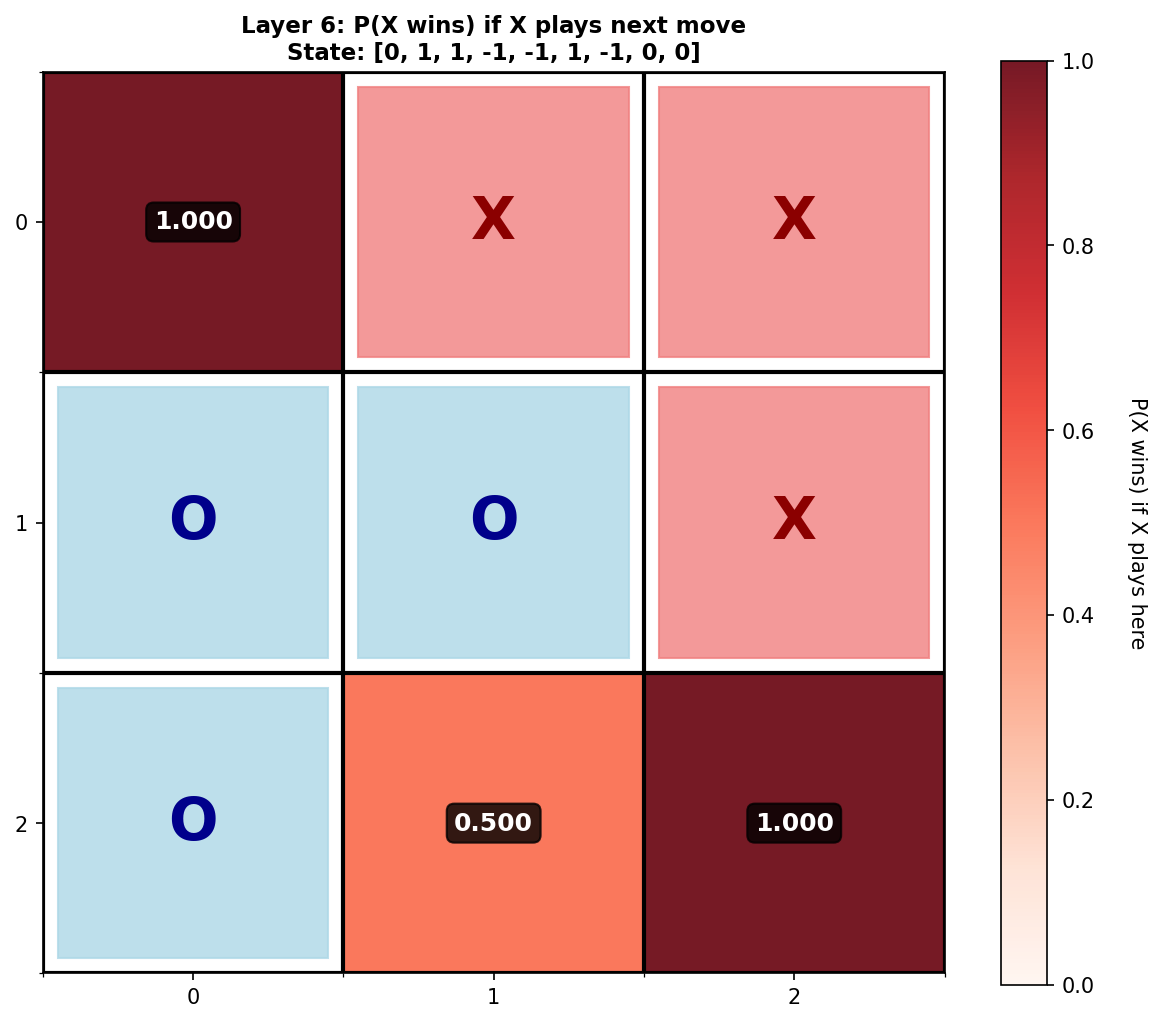 Layer 6: P(X wins) if X plays next move
State: [0, 1, 1, -1, -1, 1, -1, 0, 0]
0
1.000
X
X
1
O
O
X
2
O
0.500
1.000
0
1
2
1.0
0.8
0.6
0.4
0.2
0.0
P(X wins) if X plays here